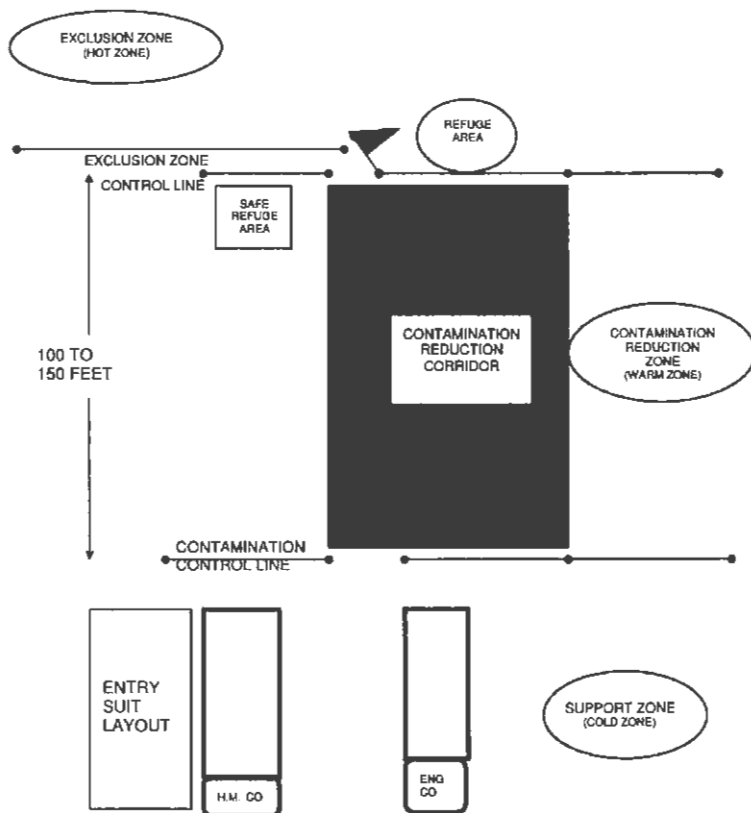 EXCLUSION ZONE
(HOT ZONE)
REFUGE
AREA
EXCLUSION ZONE
CONTROL LINE
SAFE
REFUGE
AREA
100 TO
150 FEET
CONTAMINATION
REDUCTION
CORRIDOR
CONTAMINATION
REDUCTION
ZONE
(WARM ZONE)
CONTAMINATION
CONTROL LINE
ENTRY
SUIT
LAYOUT
H.M. CO
ENG
CO
SUPPORT ZONE
(COLD ZONE)